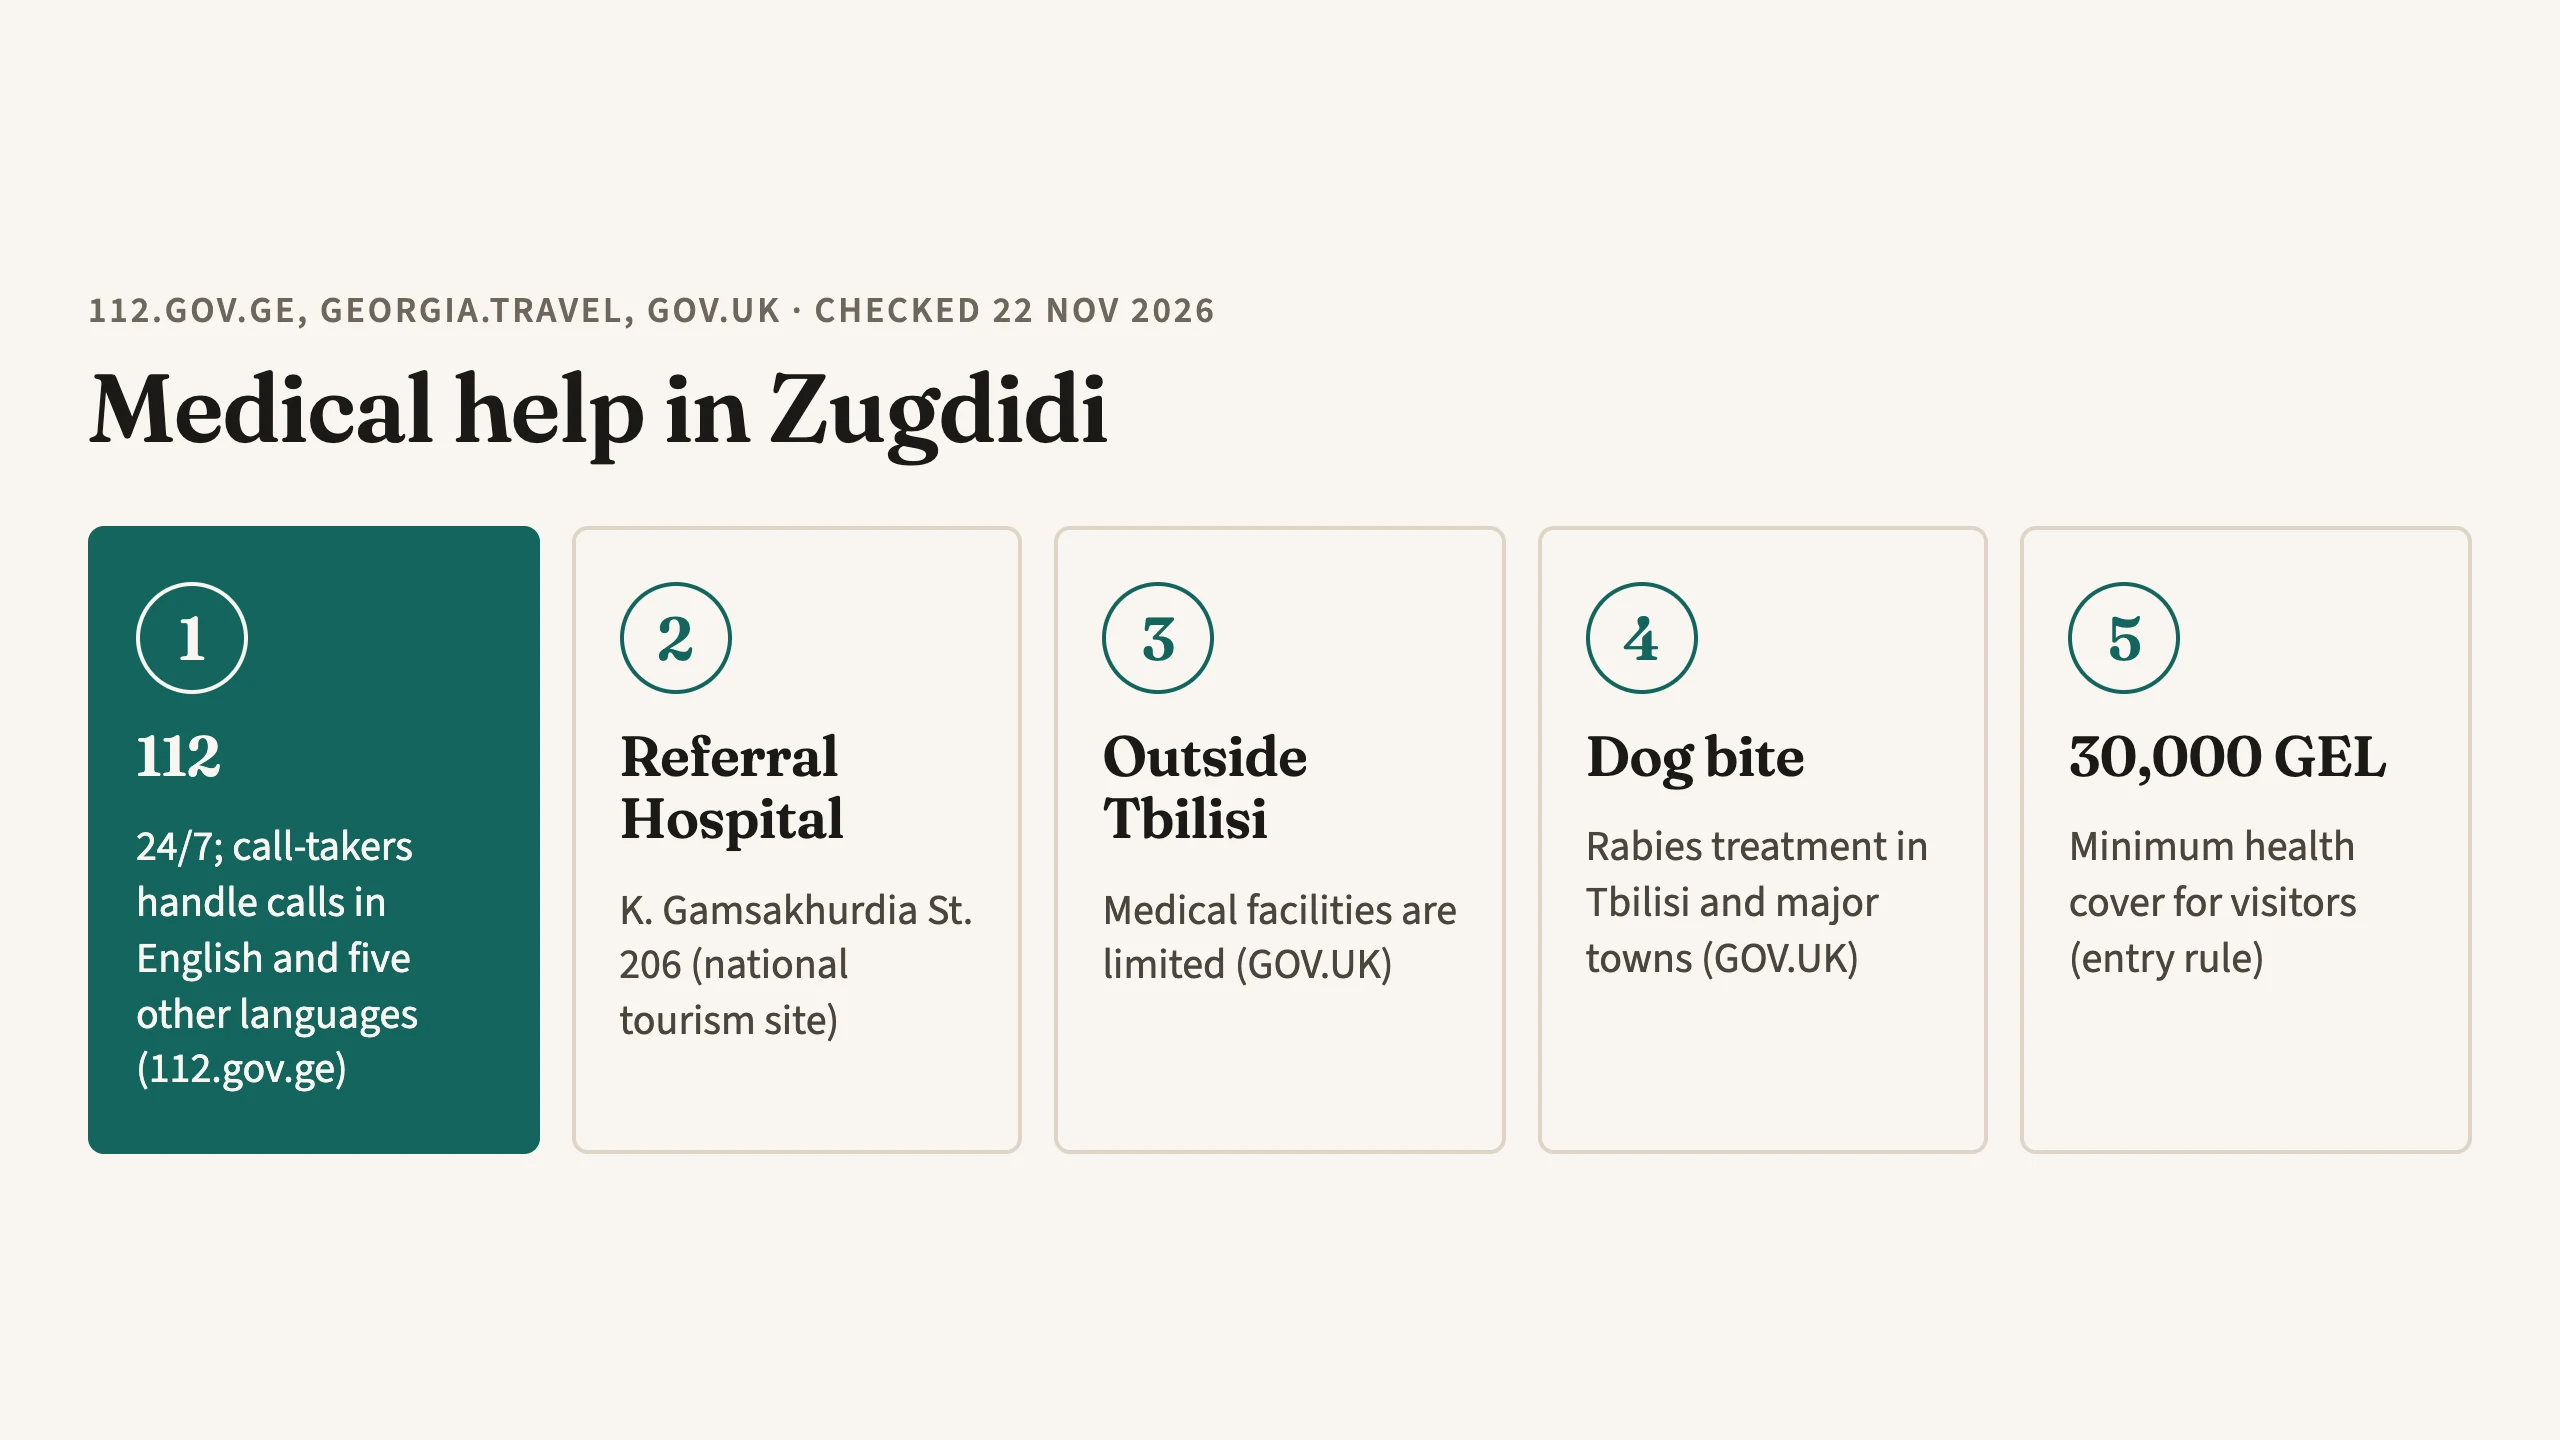 112.GOV.GE, GEORGIA.TRAVEL, GOV.UK · CHECKED 22 NOV 2026
Medical help in Zugdidi
1
112
24/7; call-takers
handle calls in
English and five
other languages
(112.gov.ge)
2
Referral
Hospital
K. Gamsakhurdia St.
206 (national
tourism site)
3
Outside
Tbilisi
Medical facilities are
limited (GOV.UK)
4
Dog bite
Rabies treatment in
Tbilisi and major
towns (GOV.UK)
5
30,000 GEL
Minimum health
cover for visitors
(entry rule)